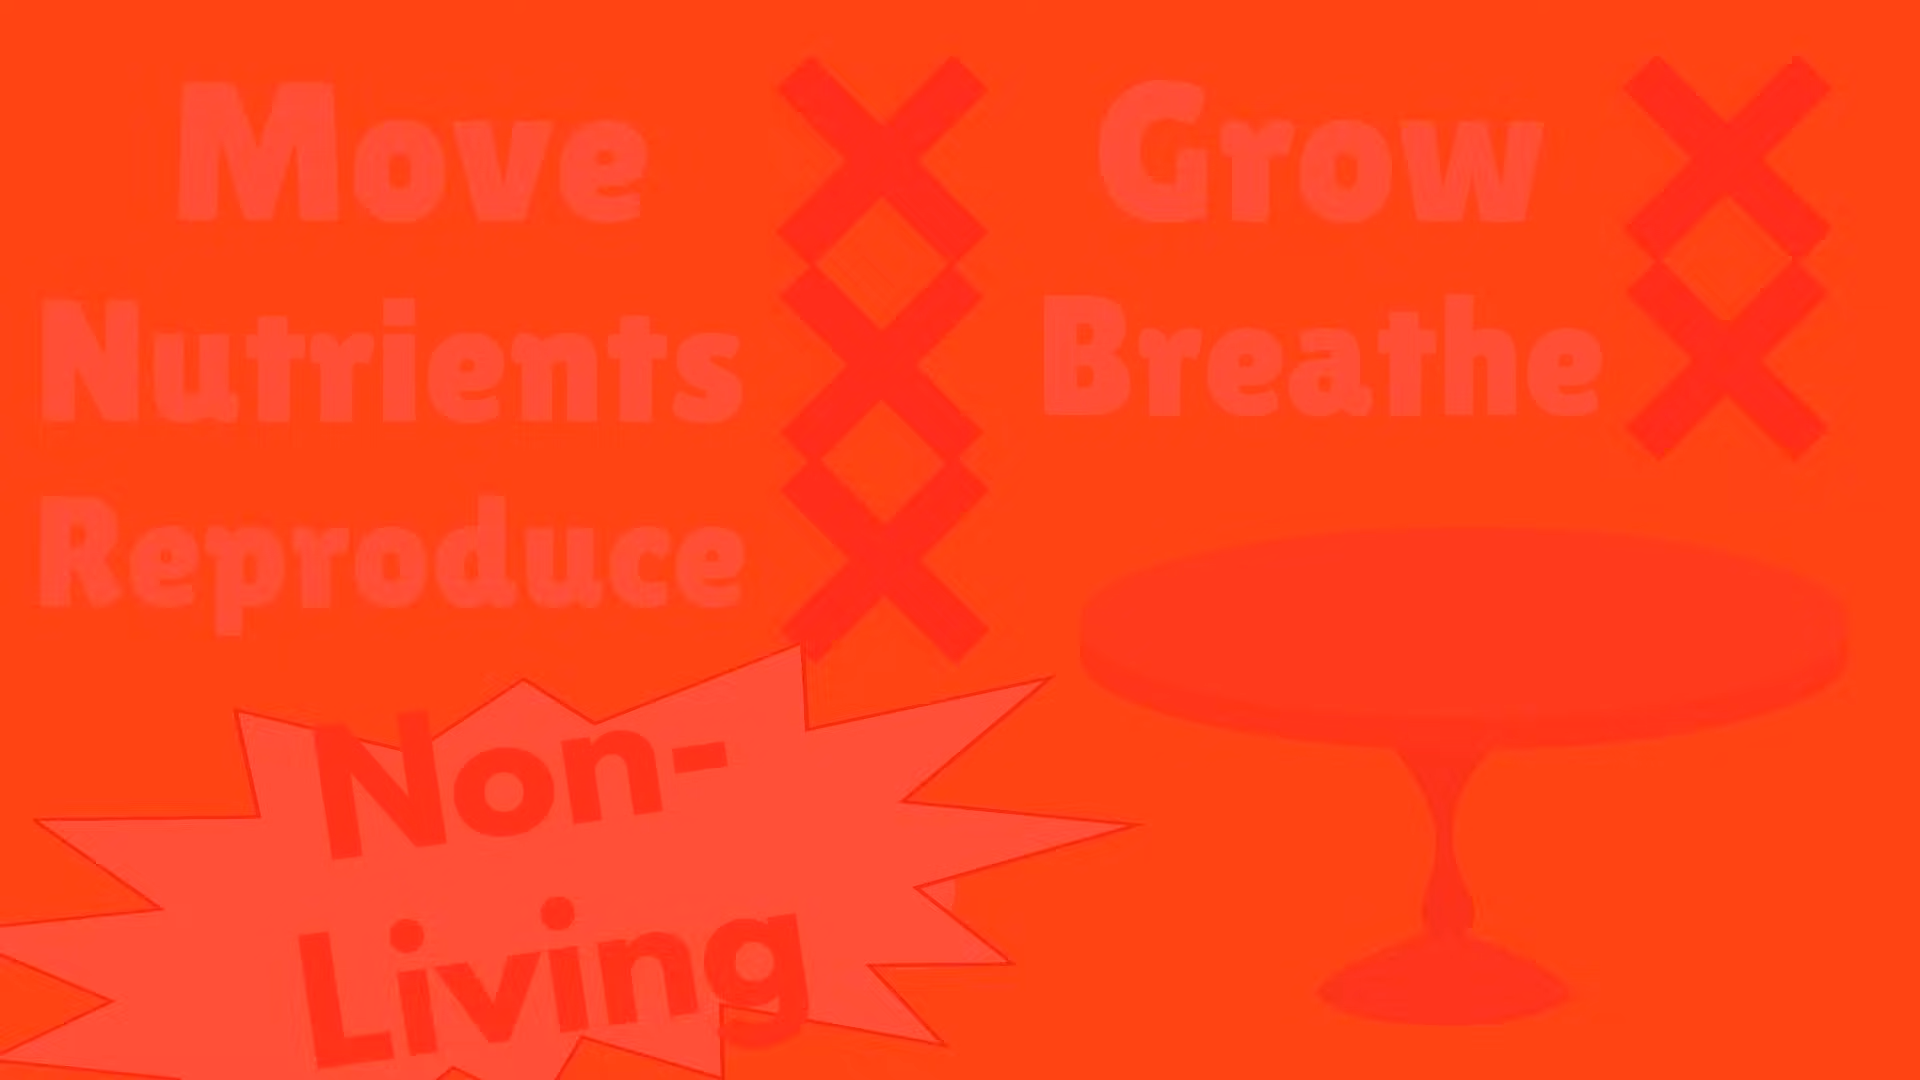 Move
Grow
Nutrients
Breathe
Reproduce
Non-
Living